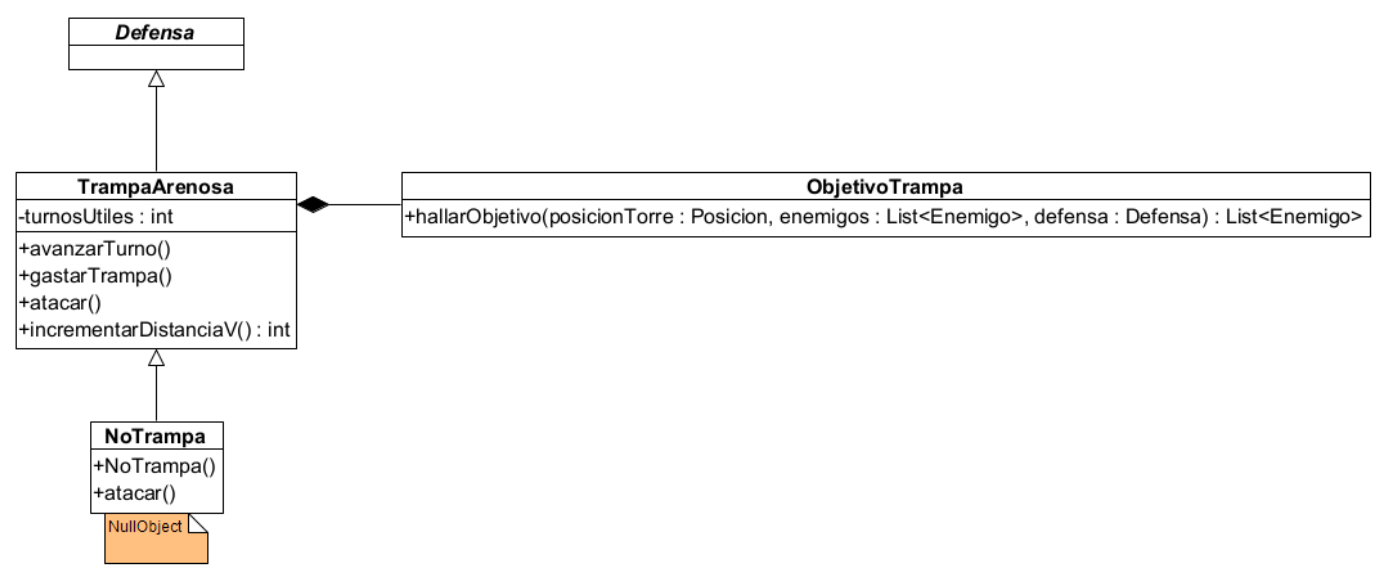 Defensa
TrampaArenosa
-turnosUtiles : int
+avanzarTurno()
+gastarTrampa()
+atacar()
+incrementarDistanciaV() : int
ObjetivoTrampa
+hallarObjetivo(posicionTorre : Posicion, enemigos : List<Enemigo>, defensa : Defensa) : List<Enemigo>
NoTrampa
+NoTrampa()
+atacar()
NullObject